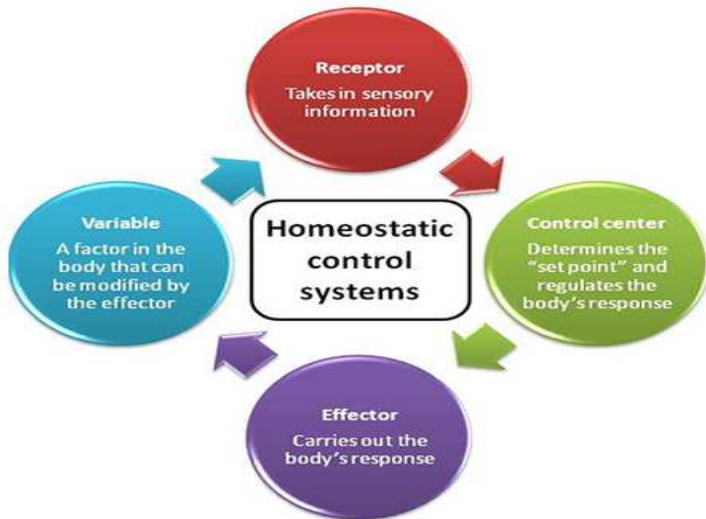 Receptor
Takes in sensory
information
Variable
A factor in the
body that can
be modified by
the effector
Homeostatic
control
systems
Control center
Determines the
“set point” and
regulates the
body’s response
Effector
Carries out the
body’s response